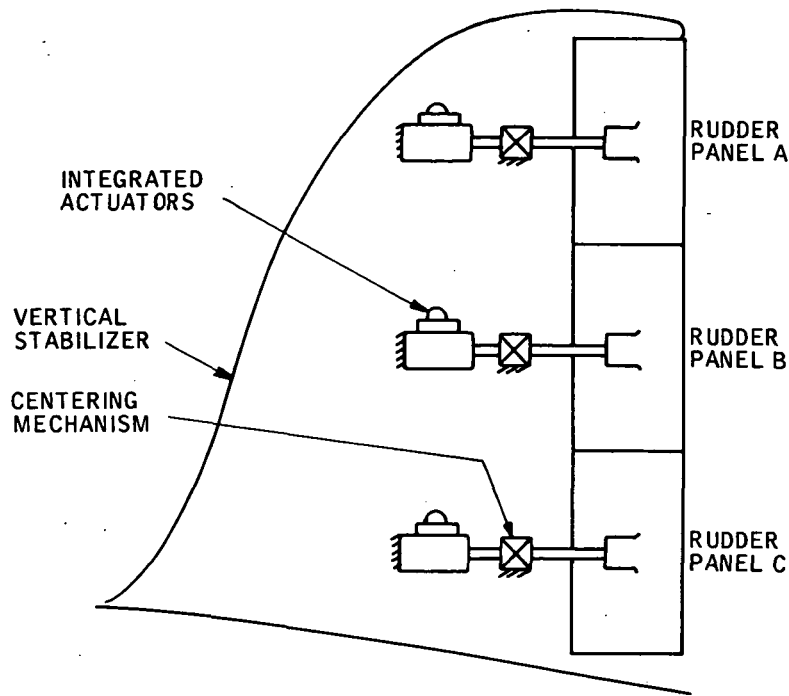 RUDDER
PANEL A
INTEGRATED
ACTUATORS
VERTICAL
STABILIZER
RUDDER
PANEL B
CENTERING
MECHANISM
RUDDER
PANEL C